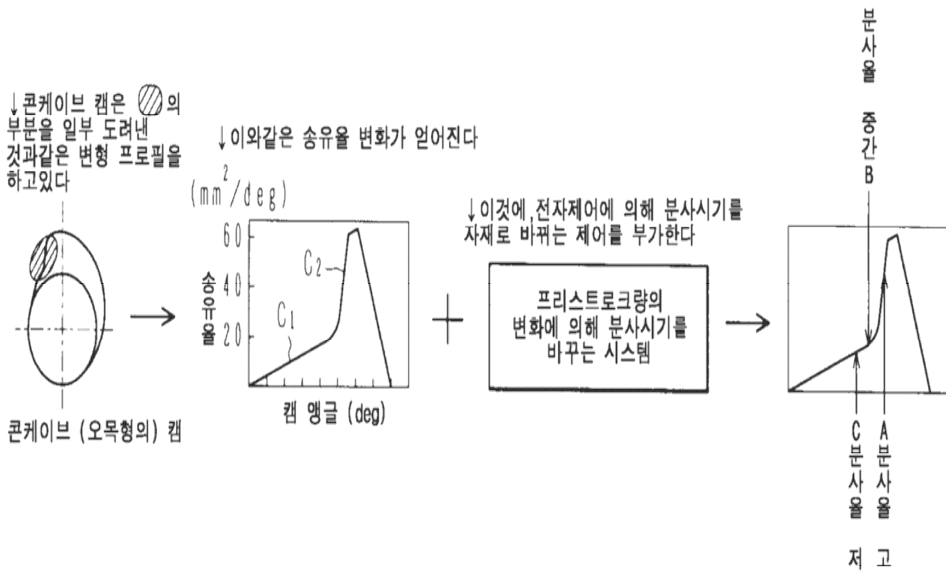 ↓콘케이브 캠은 의
부분을 일부 도려낸
것과같은 변형 프로필을
하고있다
콘케이브 (오목형의) 캠
↓이와같은 송유율 변화가 얻어진다
(mm²/deg)
60
40
20
송유율
C₂
C₁
캠 앵글 (deg)
↓이것에 전자제어에 의해 분사시기를
자재로 바뀌는 제어를 부가한다
프리스트로크량의
변화에 의해 분사시기를
바꾸는 시스템
분사율 중간 B
C 분사율 저
A 분사율 고